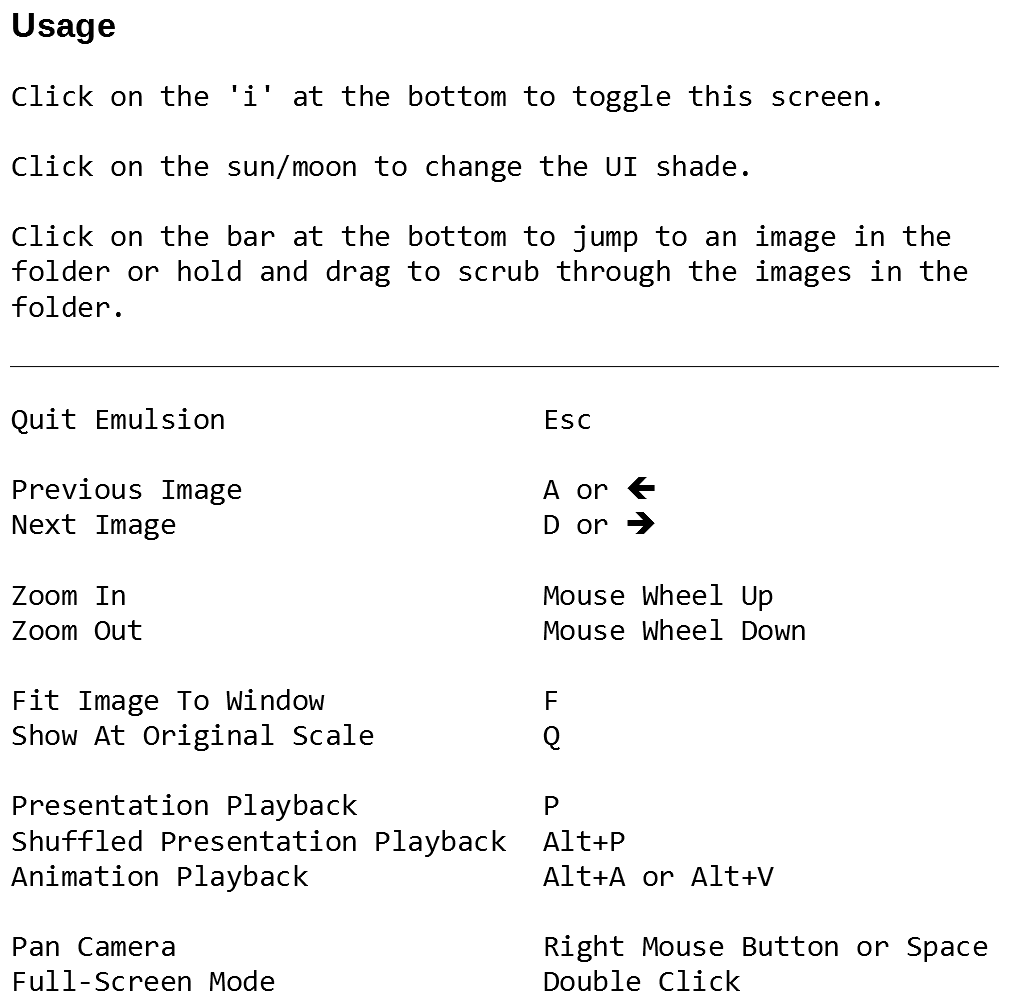 Usage
Click on the 'i' at the bottom to toggle this screen.
Click on the sun/moon to change the UI shade.
Click on the bar at the bottom to jump to an image in the
folder or hold and drag to scrub through the images in the
folder.
Quit Emulsion Esc
Previous Image A or 🡰
Next Image D or 🡲
Zoom In Mouse Wheel Up
Zoom Out Mouse Wheel Down
Fit Image To Window F
Show At Original Scale Q
Presentation Playback P
Shuffled Presentation Playback Alt+P
Animation Playback Alt+A or Alt+V
Pan Camera Right Mouse Button or Space
Full-Screen Mode Double Click